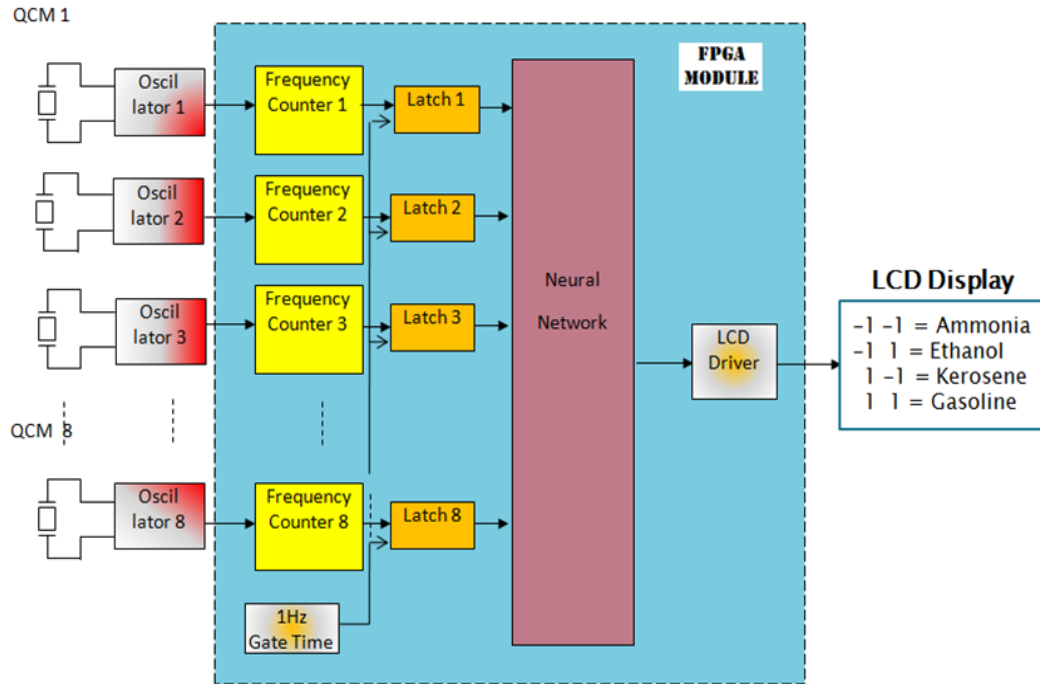 QCM 1
Oscil
lator 1
Frequency
Counter 1
Latch 1
FPGA
MODULE
Oscil
lator 2
Frequency
Counter 2
Latch 2
Oscil
lator 3
Frequency
Counter 3
Latch 3
Neural
Network
LCD
Driver
LCD Display
-1 -1 = Ammonia
-1 1 = Ethanol
1 -1 = Kerosene
1 1 = Gasoline
QCM 8
Oscil
lator 8
Frequency
Counter 8
Latch 8
1Hz
Gate Time